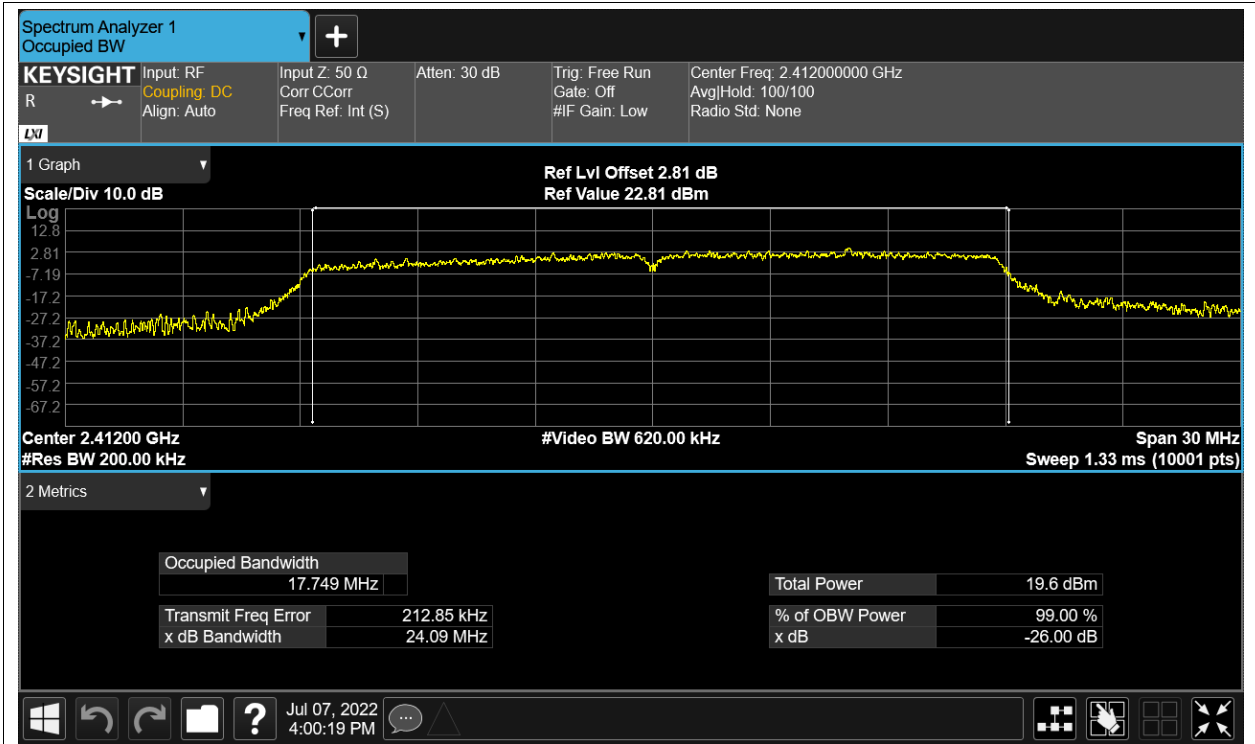 Spectrum Analyzer 1
Occupied BW
+
KEYSIGHT
R
LXI
Input: RF
Coupling: DC
Align: Auto
Input Z: 50 Ω
Corr CCorr
Freq Ref: Int (S)
Atten: 30 dB
Trig: Free Run
Gate: Off
#IF Gain: Low
Center Freq: 2.412000000 GHz
Avg|Hold: 100/100
Radio Std: None
1 Graph
Scale/Div 10.0 dB
Ref Lvl Offset 2.81 dB
Ref Value 22.81 dBm
Log
12.8
2.81
-7.19
-17.2
-27.2
-37.2
-47.2
-57.2
-67.2
Center 2.41200 GHz
#Res BW 200.00 kHz
#Video BW 620.00 kHz
Span 30 MHz
Sweep 1.33 ms (10001 pts)
2 Metrics
Occupied Bandwidth
17.749 MHz
Transmit Freq Error 212.85 kHz
x dB Bandwidth 24.09 MHz
Total Power 19.6 dBm
% of OBW Power 99.00 %
x dB -26.00 dB
?
Jul 07, 2022
4:00:19 PM